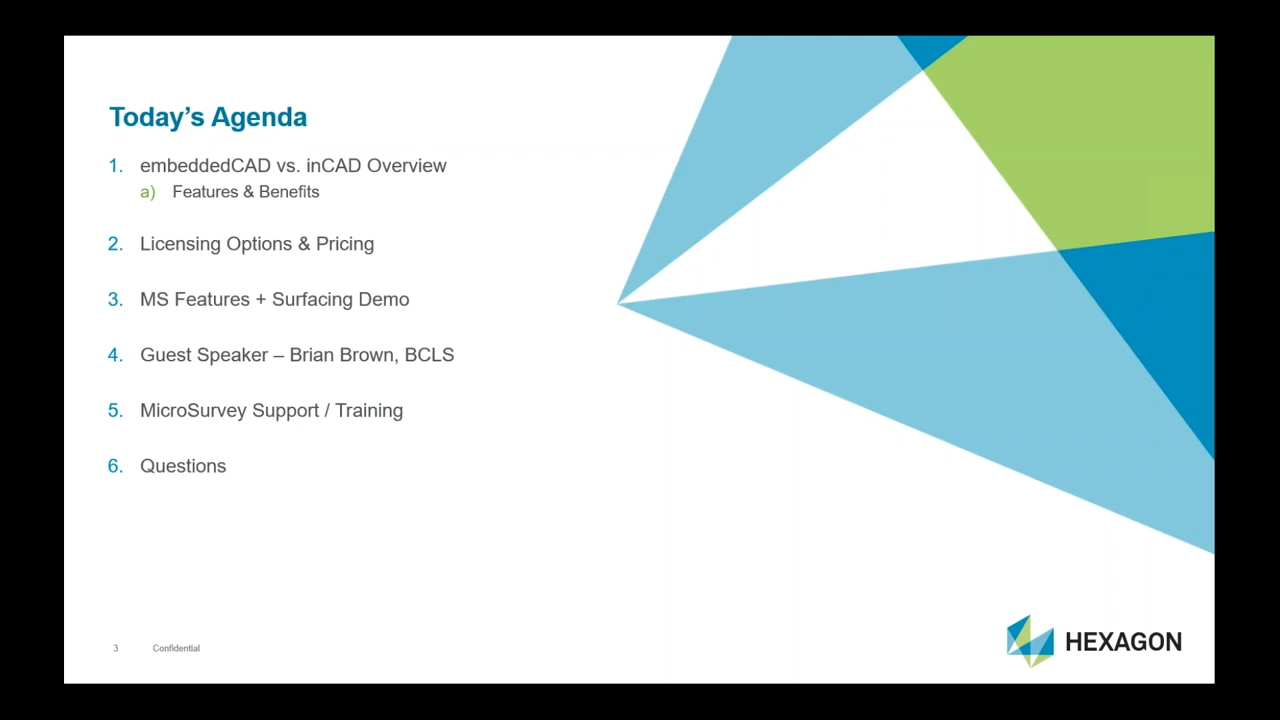 Today's Agenda
1. embeddedCAD vs. inCAD Overview
a) Features & Benefits
2. Licensing Options & Pricing
3. MS Features + Surfacing Demo
4. Guest Speaker – Brian Brown, BCLS
5. MicroSurvey Support / Training
6. Questions
3 Confidential
HEXAGON